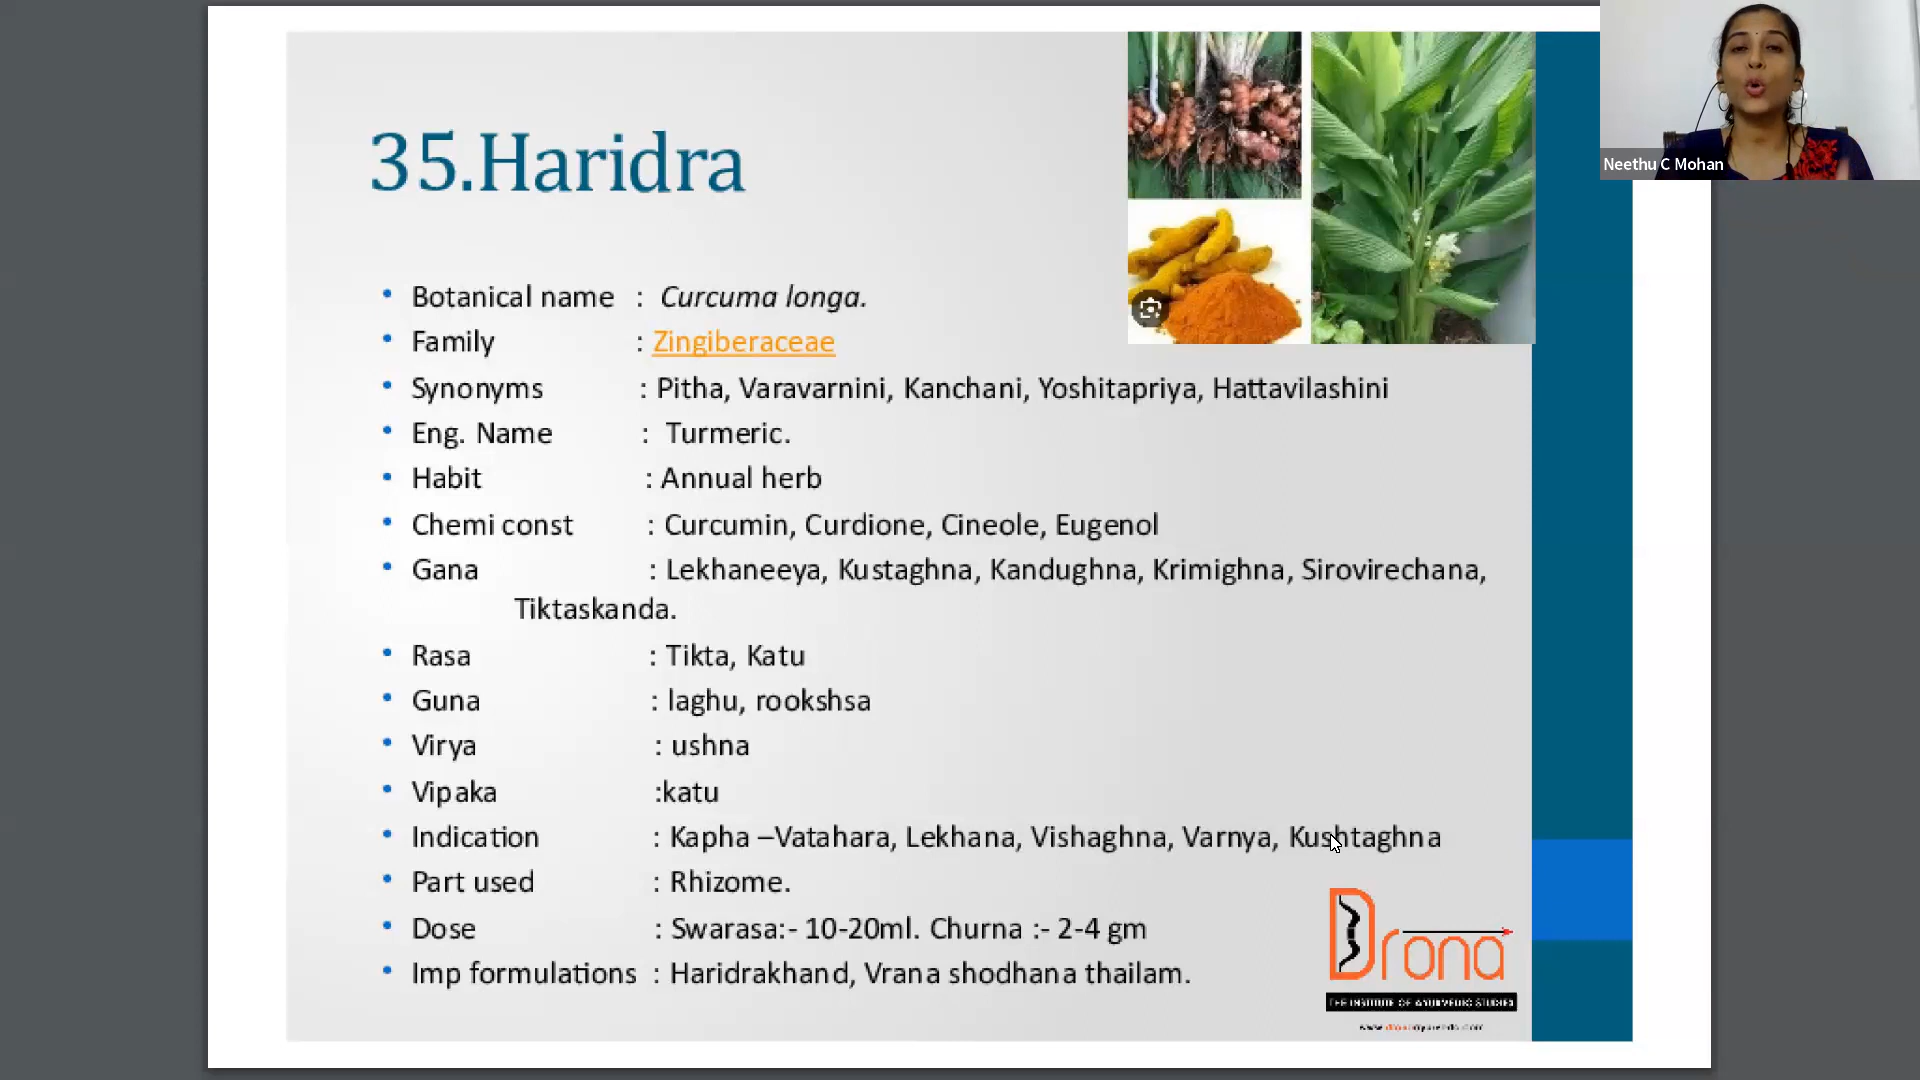 Neethu C Mohan
35.Haridra
• Botanical name : Curcuma longa.
• Family : Zingiberaceae
• Synonyms : Pitha, Varavarnini, Kanchani, Yoshitapriya, Hattavilashini
• Eng. Name : Turmeric.
• Habit : Annual herb
• Chemi const : Curcumin, Curdione, Cineole, Eugenol
• Gana : Lekhaneeya, Kustaghna, Kandughna, Krimighna, Sirovirechana,
Tiktaskanda.
• Rasa : Tikta, Katu
• Guna : laghu, rookshsa
• Virya : ushna
• Vipaka :katu
• Indication : Kapha –Vatahara, Lekhana, Vishaghna, Varnya, Kushtaghna
• Part used : Rhizome.
• Dose : Swarasa:- 10-20ml. Churna :- 2-4 gm
• Imp formulations : Haridrakhand, Vrana shodhana thailam.
Drona
THE INSTITUTE OF AYURVEDIC STUDIES